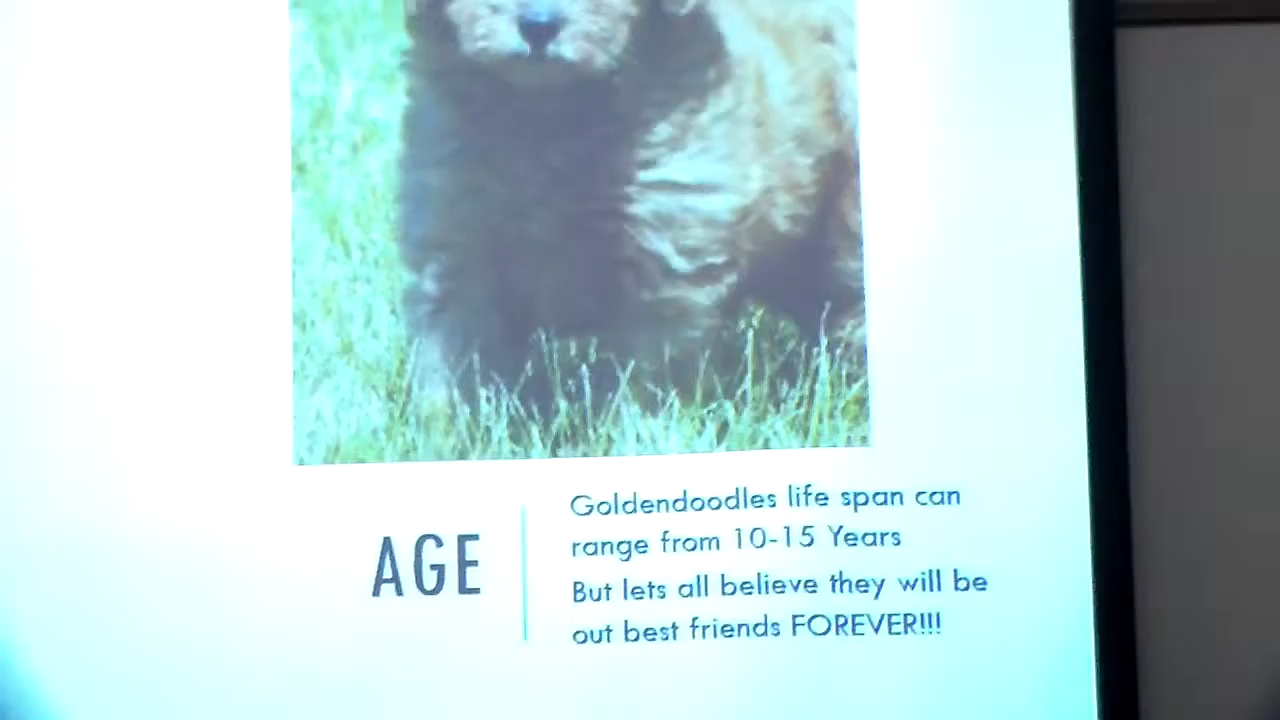 AGE
Goldendoodles life span can
range from 10-15 Years
But lets all believe they will be
out best friends FOREVER!!!